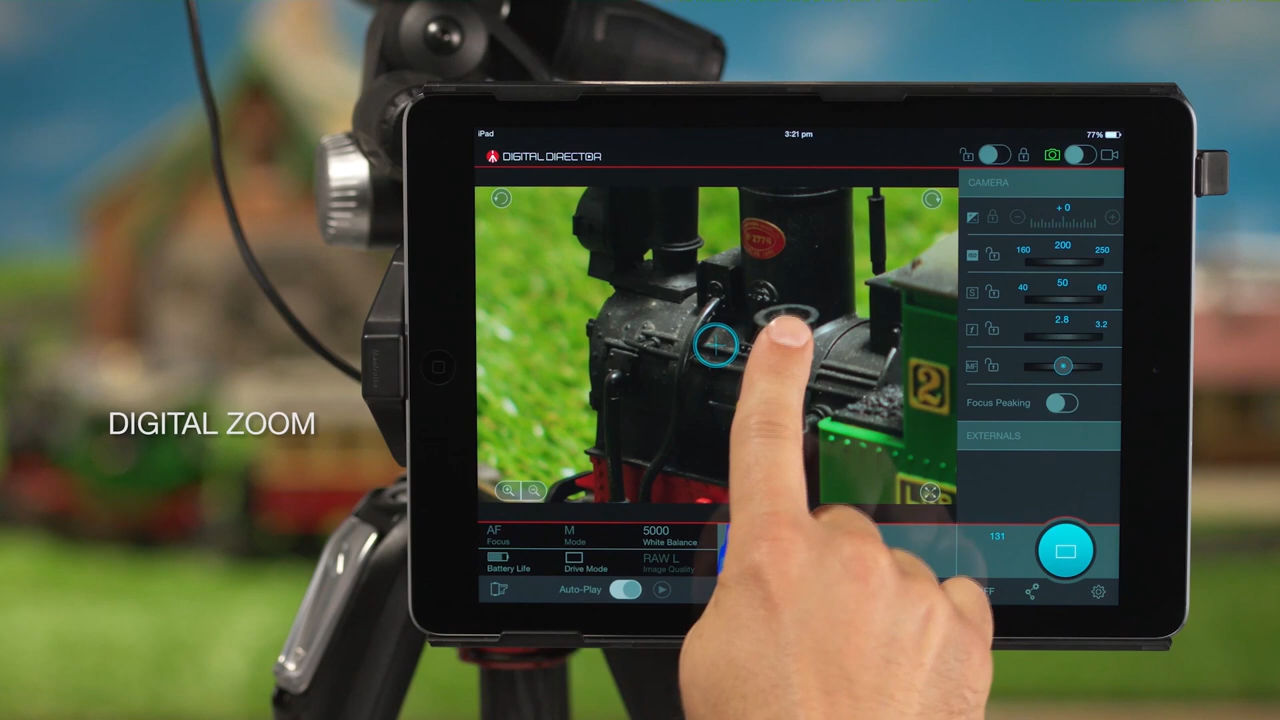 iPad
3:21 pm
77%
DIGITAL DIRECTOR
CAMERA
+ 0
160 200 250
40 50 60
S
2.8
3.2
MF
2
Focus Peaking
DIGITAL ZOOM
EXTERNALS
AF
Focus
M
Mode
5000
White Balance
131
Battery Life
Drive Mode
RAW L
Image Quality
Auto-Play